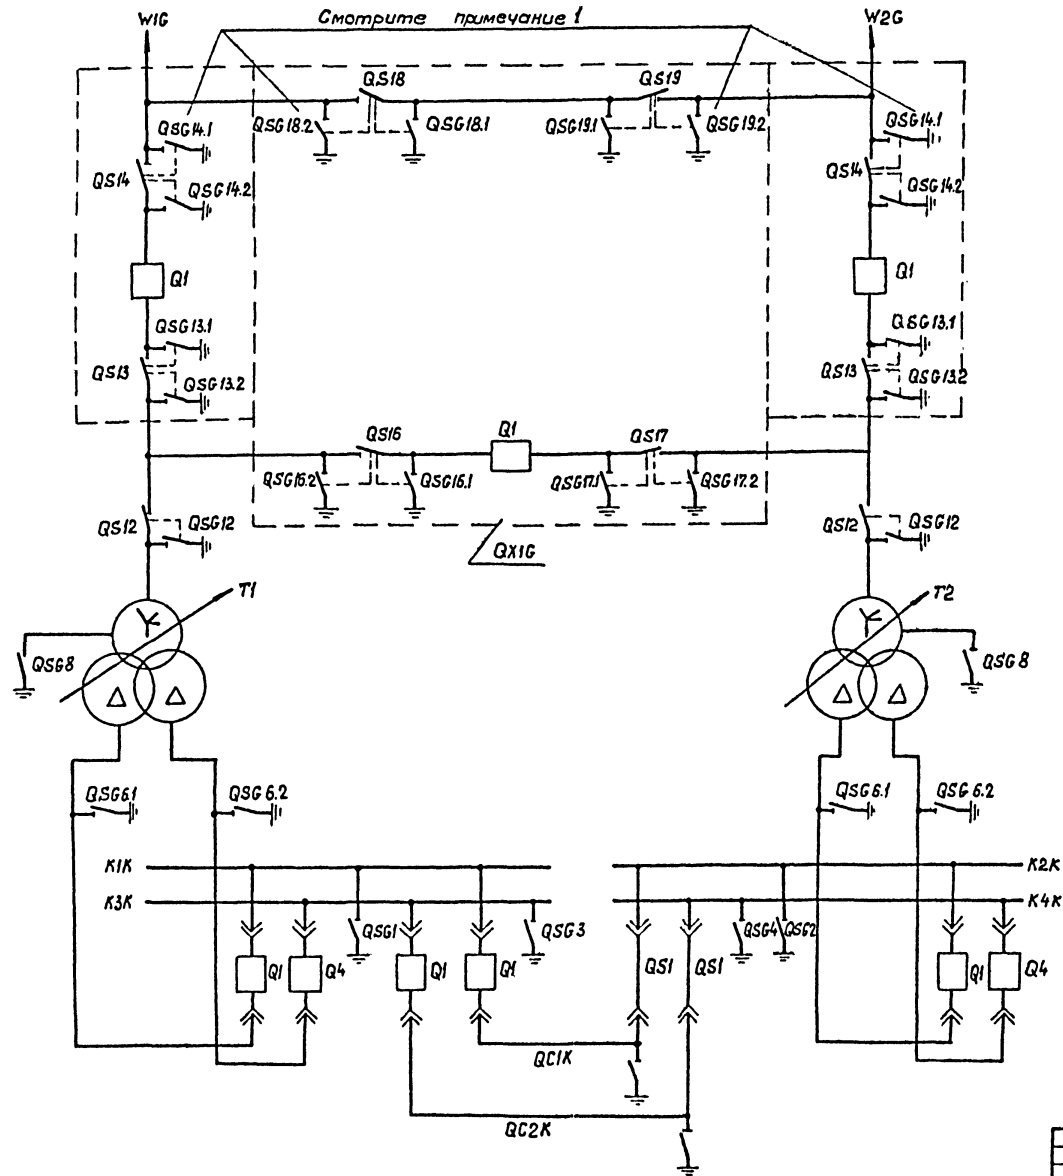 W1G
Смотрите примечание 1
W2G
QS18
QS19
QSG14.1
QSG18.2
QSG18.1
QSG19.1
QSG19.2
QSG14.1
QS14
QSG14.2
QS14
QSG14.2
Q1
Q1
QSG13.1
QSG13.1
QS13
QSG13.2
QS13
QSG13.2
QS16
Q1
QS17
QSG16.2
QSG16.1
QSG17.1
QSG17.2
QS12
QSG12
QS12
QSG12
QX1G
T1
T2
QSG8
QSG8
QSG6.1
QSG6.2
QSG6.1
QSG6.2
K1K
K2K
K3K
K4K
QSG1
QSG3
QSG4
QSG2
Q1
Q4
Q1
Q1
QS1
QS1
Q1
Q4
QC1K
QC2K